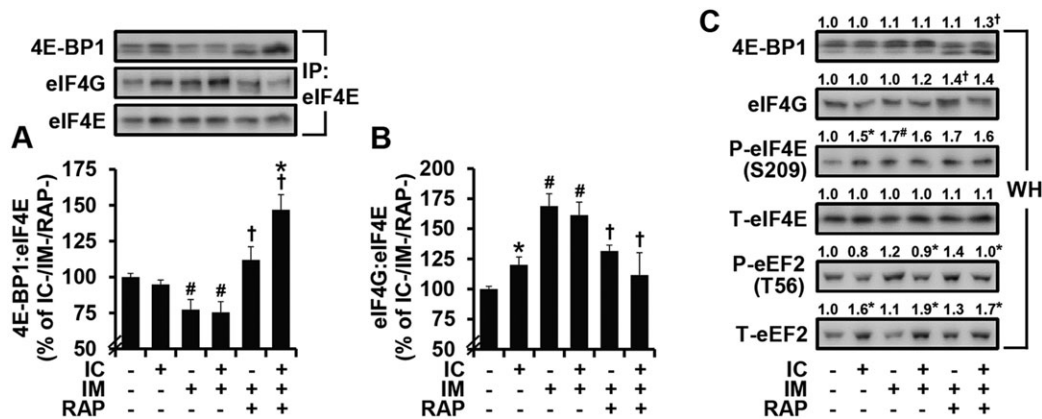 4E-BP1
eIF4G
eIF4E
IP:
eIF4E
A
4E-BP1:eIF4E
(% of IC-/IM-/RAP-)
175
150
125
100
75
50
# # † * †
B
eIF4G:eIF4E
(% of IC-/IM-/RAP-)
200
175
150
125
100
75
50
* # # † †
IC - + - + - +
IM - - + + + +
RAP - - - - + +
IC - + - + - +
IM - - + + + +
RAP - - - - + +
C
1.0 1.0 1.1 1.1 1.1 1.3†
4E-BP1
1.0 1.0 1.0 1.2 1.4† 1.4
eIF4G
1.0 1.5* 1.7# 1.6 1.7 1.6
P-eIF4E
(S209)
1.0 1.0 1.0 1.0 1.1 1.1
T-eIF4E
1.0 0.8 1.2 0.9* 1.4 1.0*
P-eEF2
(T56)
1.0 1.6* 1.1 1.9* 1.3 1.7*
T-eEF2
WH
IC - + - + - +
IM - - + + + +
RAP - - - - + +